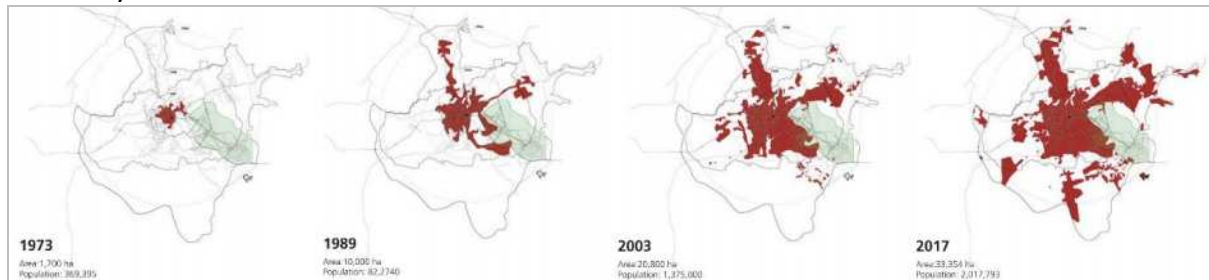 1973
Area:1,700 ha
Population: 369,395
1989
Area:10,000 ha
Population: 82,2740
2003
Area:20,800 ha
Population: 1,375,000
2017
Area:33,354 ha
Population: 2,017,793